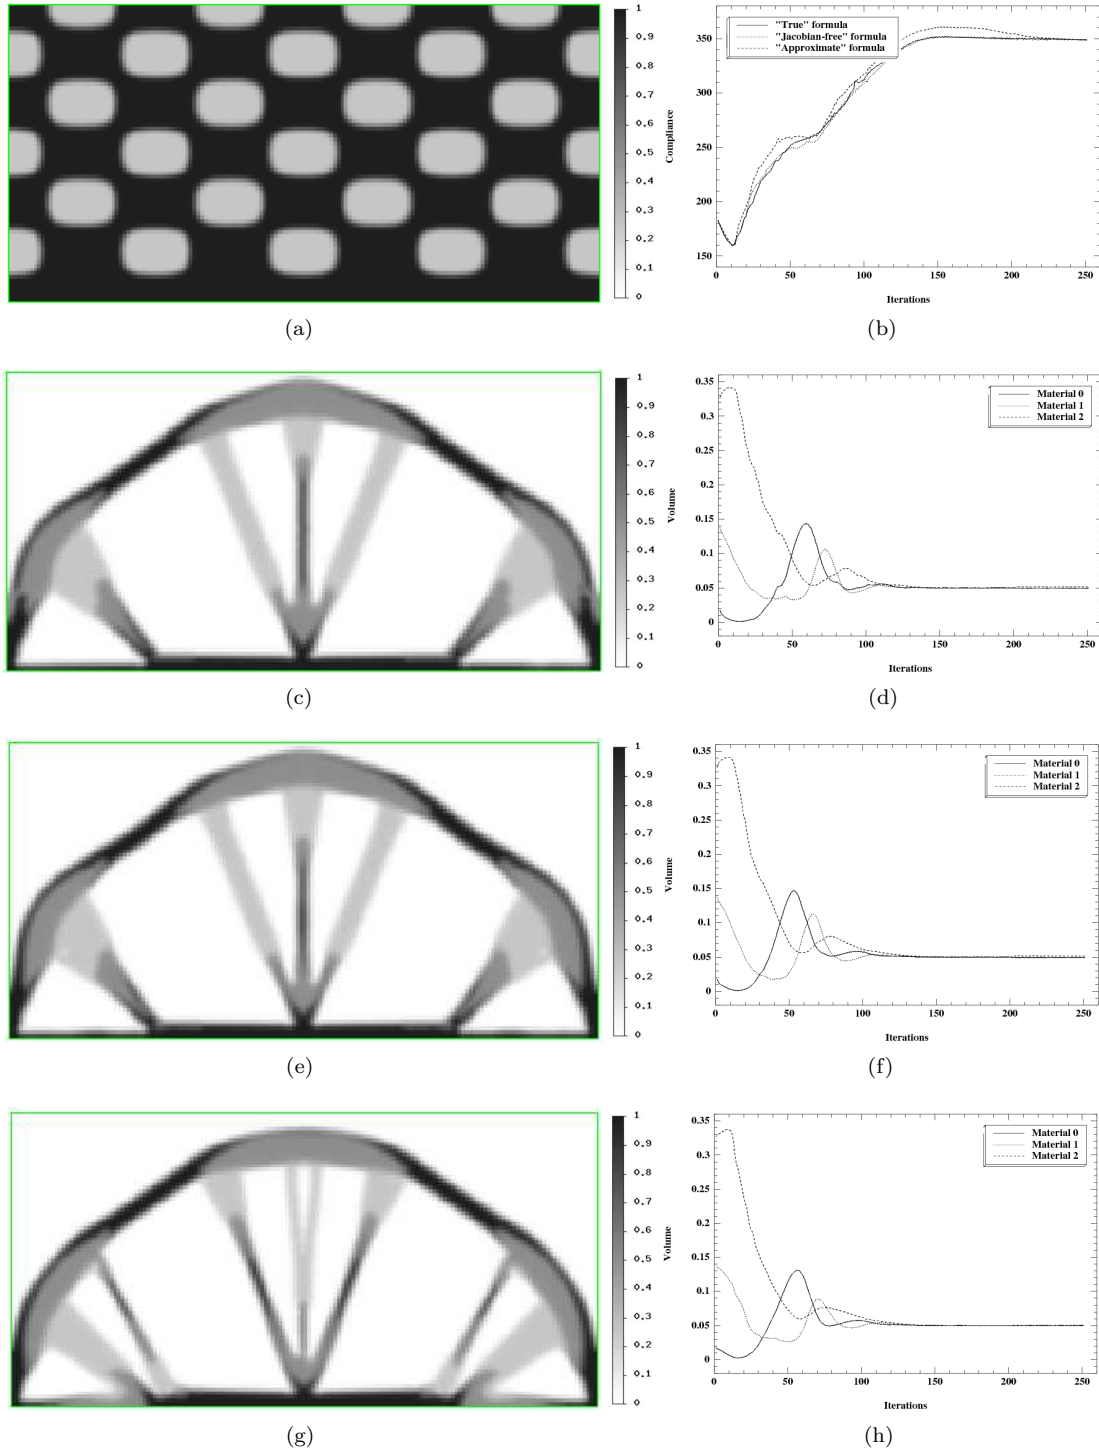 1
0.9
0.8
0.7
0.6
0.5
0.4
0.3
0.2
0.1
0
(a)
"True" formula
"Jacobian-free" formula
"Approximate" formula
350
300
250
200
150
Compliance
0 50 100 150 200 250
Iterations
(b)
1
0.9
0.8
0.7
0.6
0.5
0.4
0.3
0.2
0.1
0
(c)
Material 0
Material 1
Material 2
0.35
0.3
0.25
0.2
0.15
0.1
0.05
0
Volume
0 50 100 150 200 250
Iterations
(d)
1
0.9
0.8
0.7
0.6
0.5
0.4
0.3
0.2
0.1
0
(e)
Material 0
Material 1
Material 2
0.35
0.3
0.25
0.2
0.15
0.1
0.05
0
Volume
0 50 100 150 200 250
Iterations
(f)
1
0.9
0.8
0.7
0.6
0.5
0.4
0.3
0.2
0.1
0
(g)
Material 0
Material 1
Material 2
0.35
0.3
0.25
0.2
0.15
0.1
0.05
0
Volume
0 50 100 150 200 250
Iterations
(h)